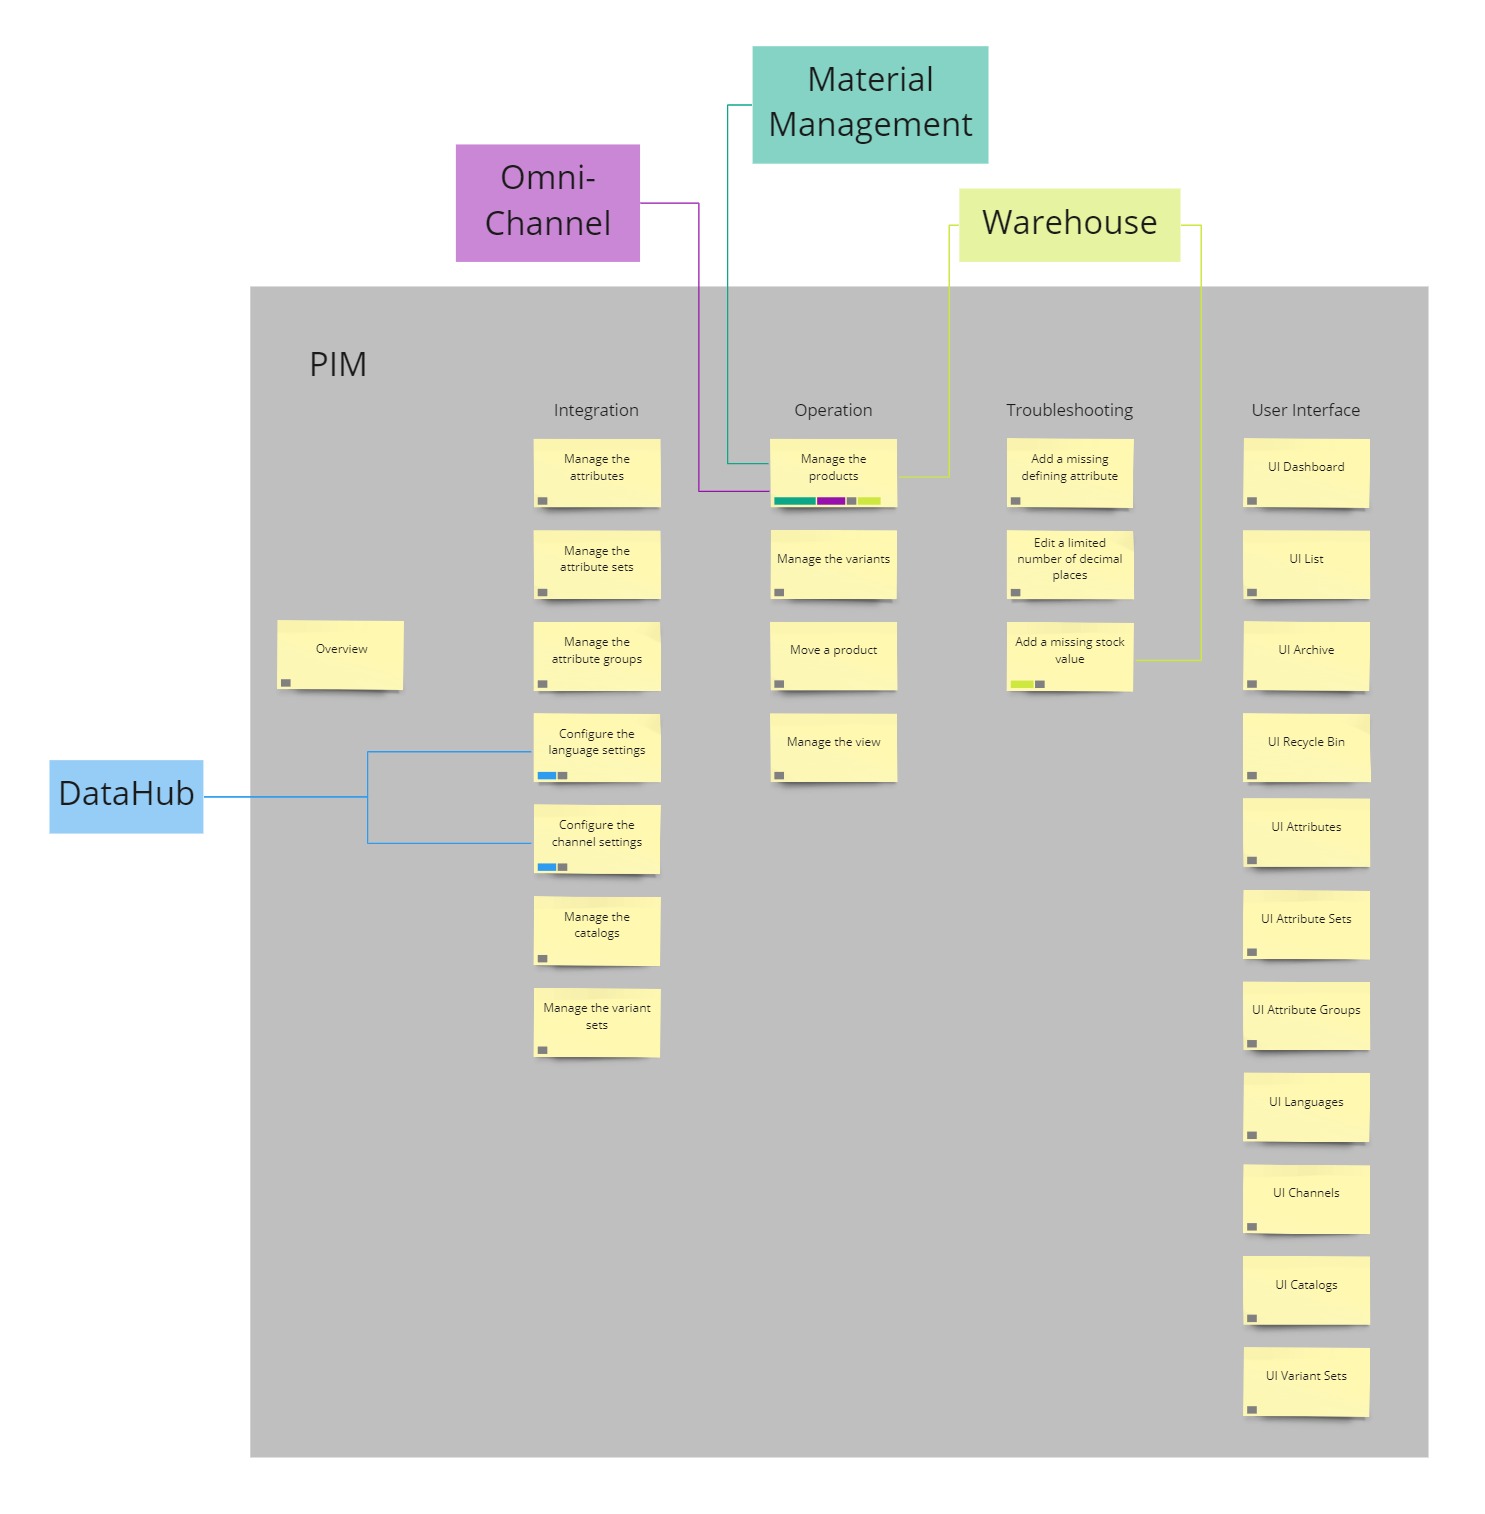 Material
Management
Omni-
Channel
Warehouse
PIM
Integration
Operation
Troubleshooting
User Interface
Manage the
attributes
Manage the
products
Add a missing
defining attribute
UI Dashboard
Manage the
attribute sets
Manage the variants
Edit a limited
number of decimal
places
UI List
Overview
Manage the
attribute groups
Move a product
Add a missing stock
value
UI Archive
DataHub
Configure the
language settings
Manage the view
UI Recycle Bin
Configure the
channel settings
UI Attributes
Manage the
catalogs
UI Attribute Sets
Manage the variant
sets
UI Attribute Groups
UI Languages
UI Channels
UI Catalogs
UI Variant Sets